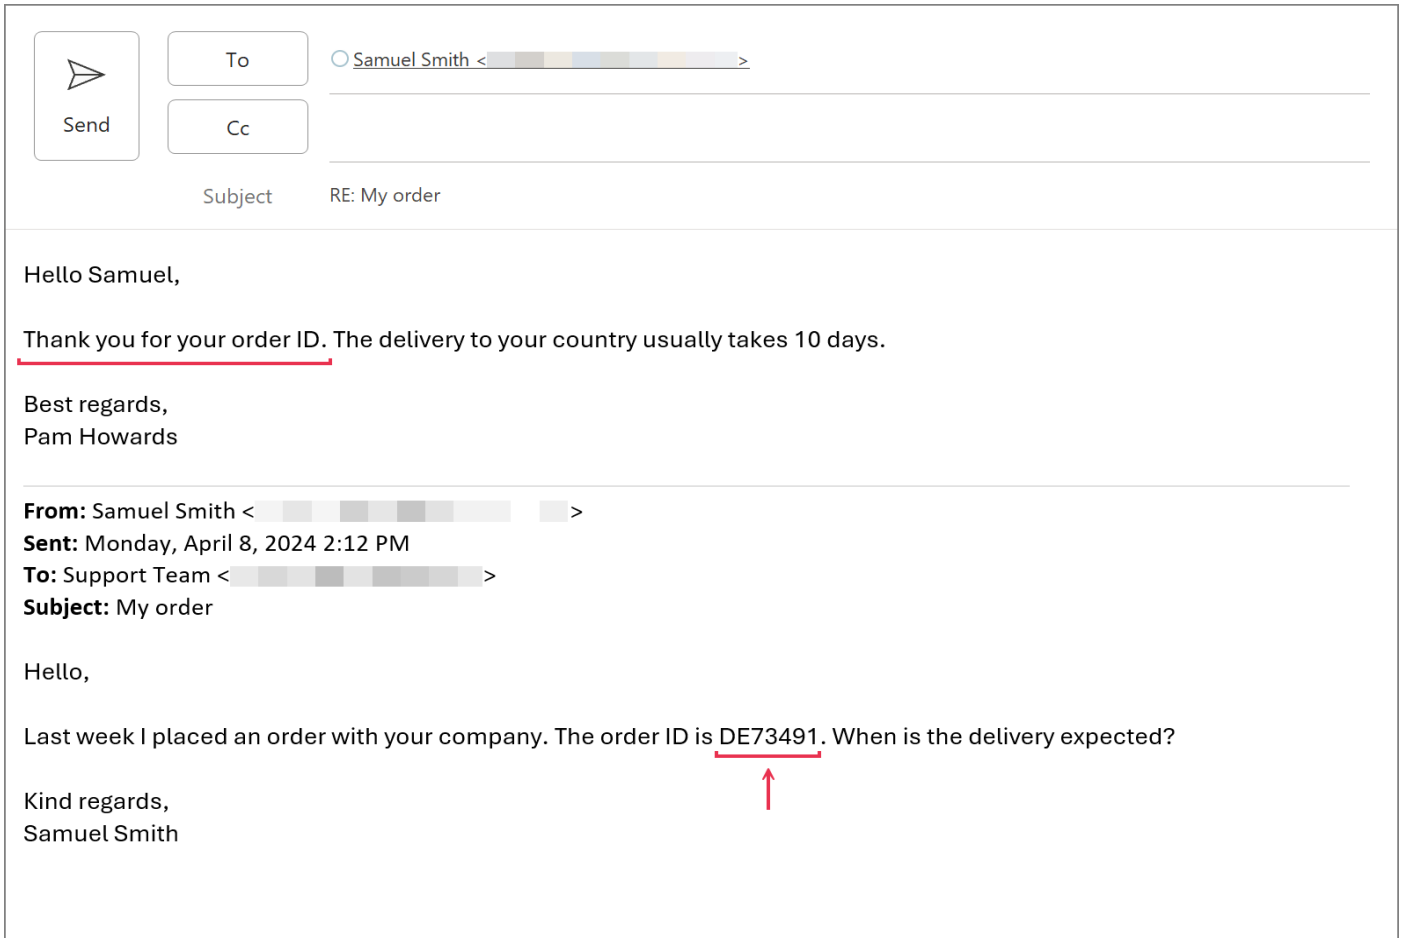 Send
To
Samuel Smith < >
Cc
Subject
RE: My order
Hello Samuel,
Thank you for your order ID. The delivery to your country usually takes 10 days.
Best regards,
Pam Howards
From: Samuel Smith < >
Sent: Monday, April 8, 2024 2:12 PM
To: Support Team < >
Subject: My order
Hello,
Last week I placed an order with your company. The order ID is DE73491. When is the delivery expected?
Kind regards,
Samuel Smith